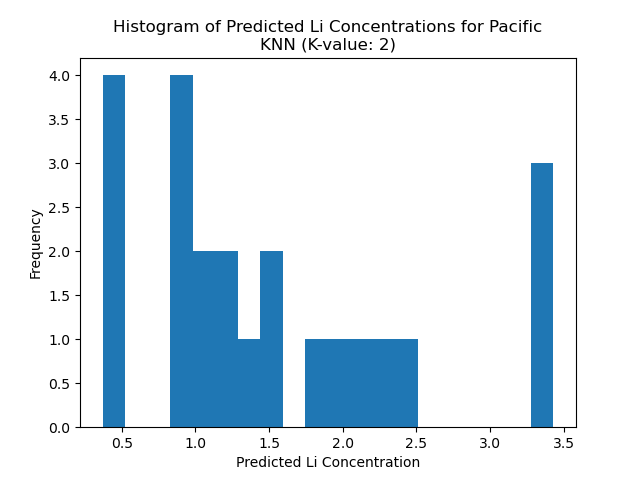 Histogram of Predicted Li Concentrations for Pacific
KNN (K-value: 2)
4.0
3.5
3.0
2.5
2.0
1.5
1.0
0.5
0.0
Frequency
0.5 1.0 1.5 2.0 2.5 3.0 3.5
Predicted Li Concentration